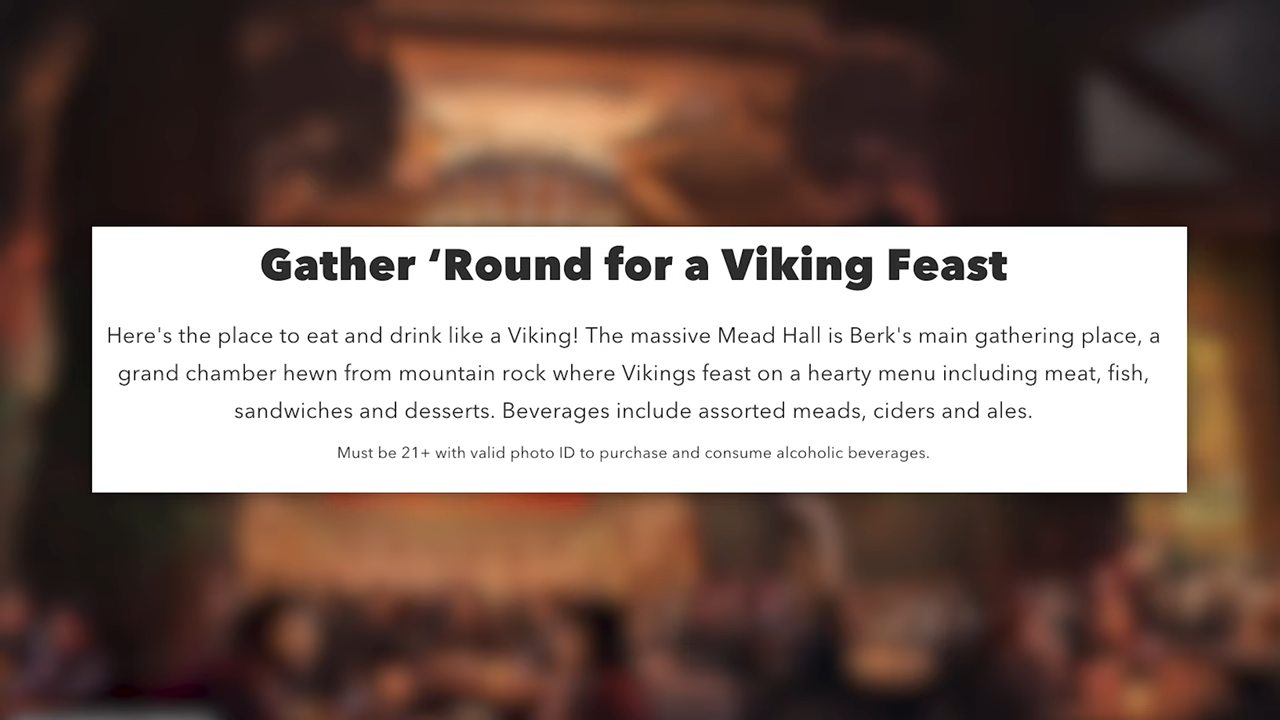 Gather ‘Round for a Viking Feast
Here's the place to eat and drink like a Viking! The massive Mead Hall is Berk's main gathering place, a
grand chamber hewn from mountain rock where Vikings feast on a hearty menu including meat, fish,
sandwiches and desserts. Beverages include assorted meads, ciders and ales.
Must be 21+ with valid photo ID to purchase and consume alcoholic beverages.